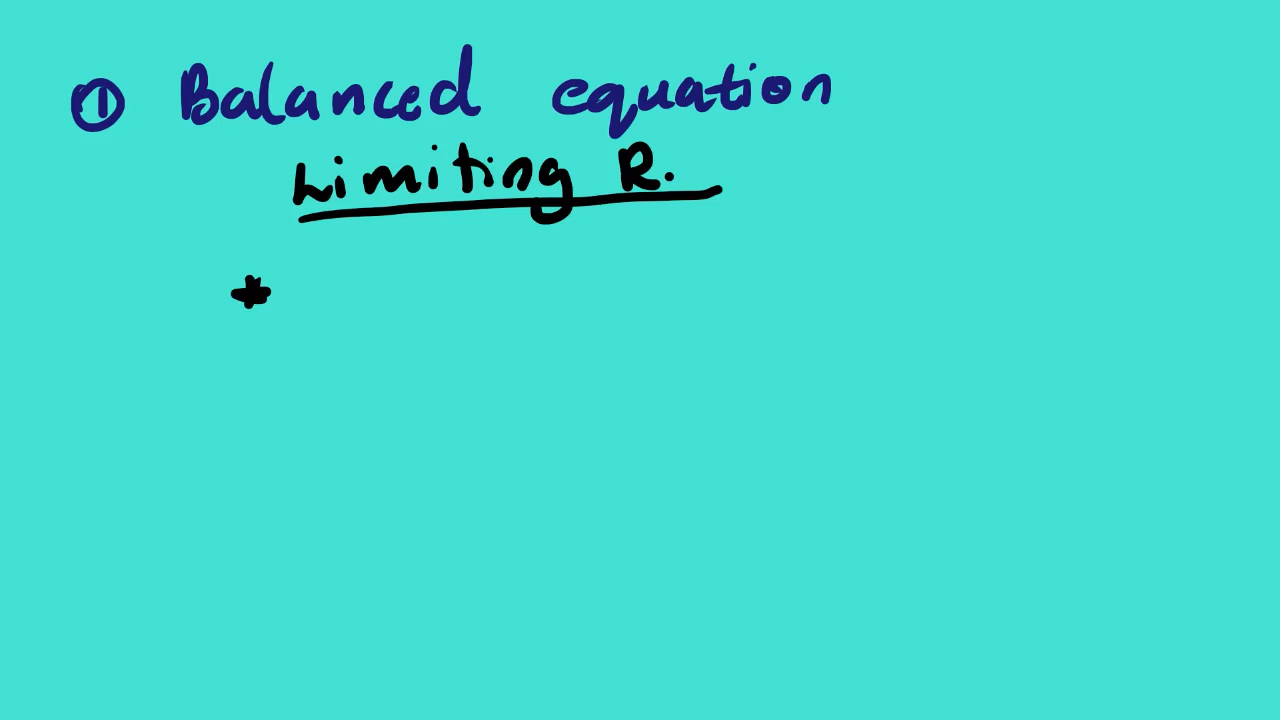 ① Balanced equation
Limiting R.
*